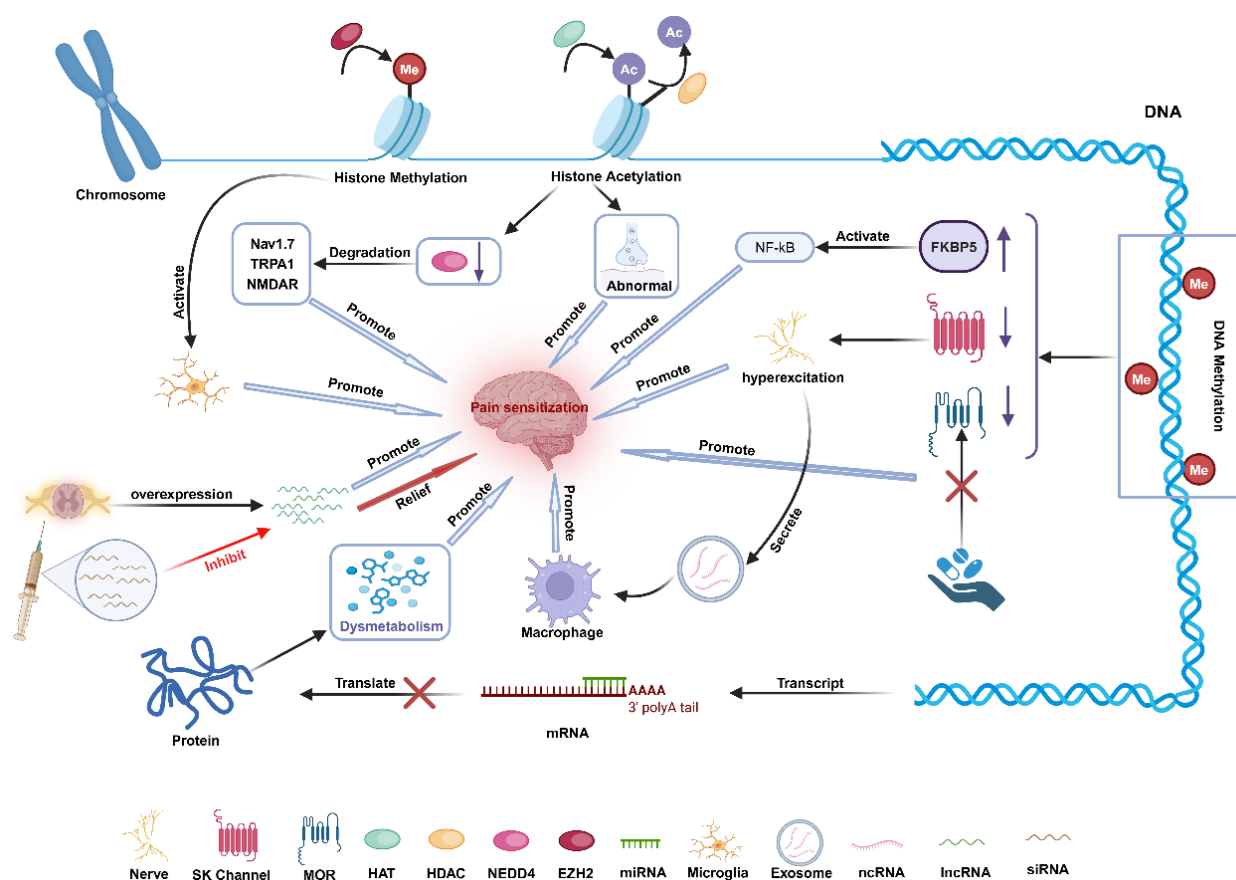 Me
Ac
Ac
DNA
Chromosome
Histone Methylation
Histone Acetylation
Nav1.7
TRPA1
NMDAR
Degradation
Abnormal
NF-kB
Activate
FKBP5
Me
Activate
Promote
Promote
Promote
hyperexcitation
DNA Methylation
Me
Promote
Promote
Pain sensitization
Promote
Me
overexpression
Promote
Relief
Promote
Promote
Secrete
Inhibit
Dysmetabolism
Macrophage
Translate
AAAA
3' polyA tail
Transcript
mRNA
Protein
Nerve
SK Channel
MOR
HAT
HDAC
NEDD4
EZH2
miRNA
Microglia
Exosome
ncRNA
lncRNA
siRNA